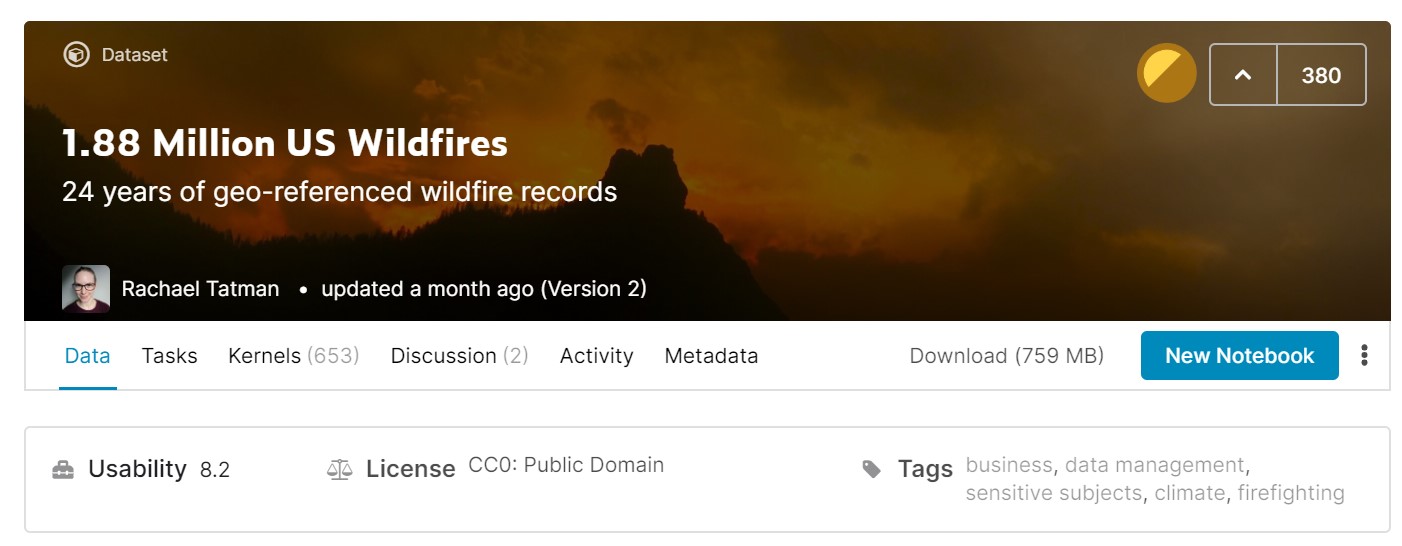 Dataset
380
1.88 Million US Wildfires
24 years of geo-referenced wildfire records
Rachael Tatman • updated a month ago (Version 2)
Data Tasks Kernels (653) Discussion (2) Activity Metadata Download (759 MB) New Notebook
Usability 8.2 License CC0: Public Domain Tags business, data management,
sensitive subjects, climate, firefighting